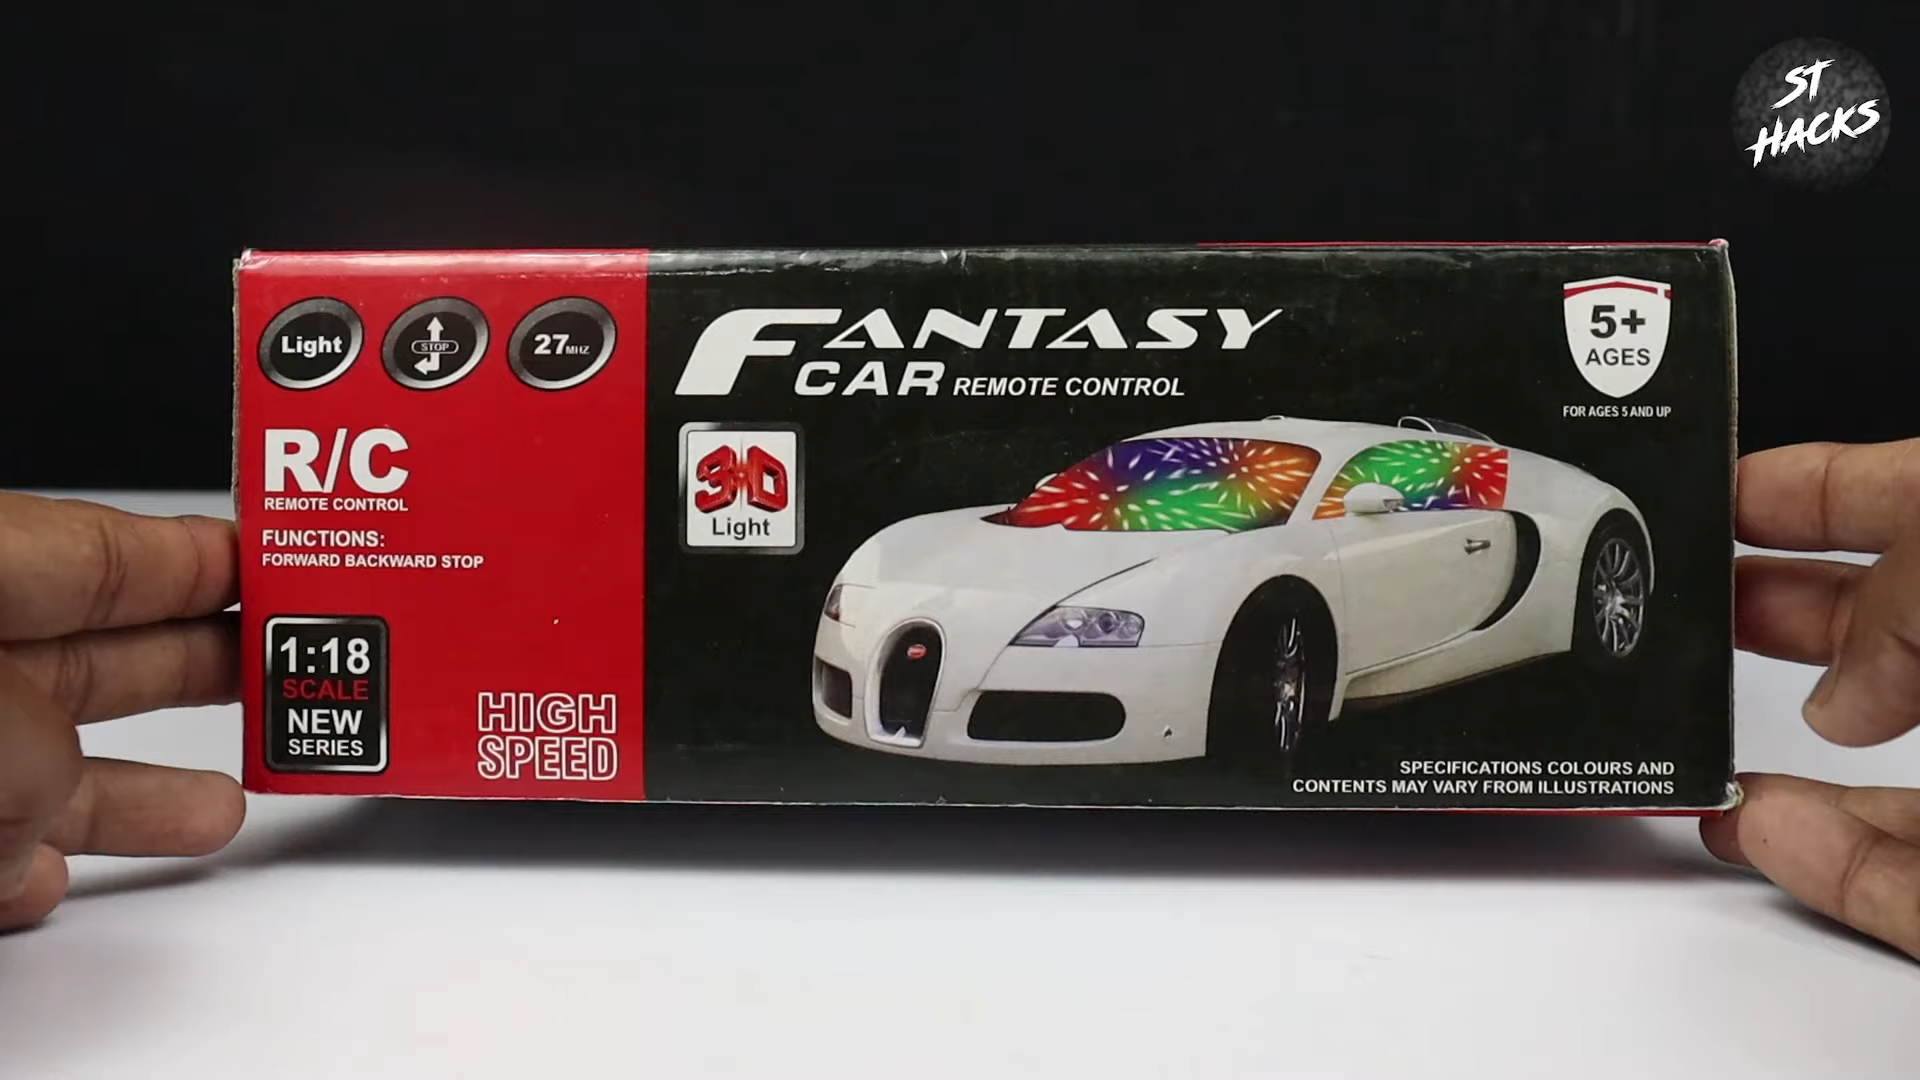 ST
HACKS
Light
STOP
27MHZ
R/C
REMOTE CONTROL
FUNCTIONS:
FORWARD BACKWARD STOP
1:18
SCALE
NEW
SERIES
HIGH
SPEED
FANTASY
CAR REMOTE CONTROL
3-D
Light
5+
AGES
FOR AGES 5 AND UP
SPECIFICATIONS COLOURS AND
CONTENTS MAY VARY FROM ILLUSTRATIONS